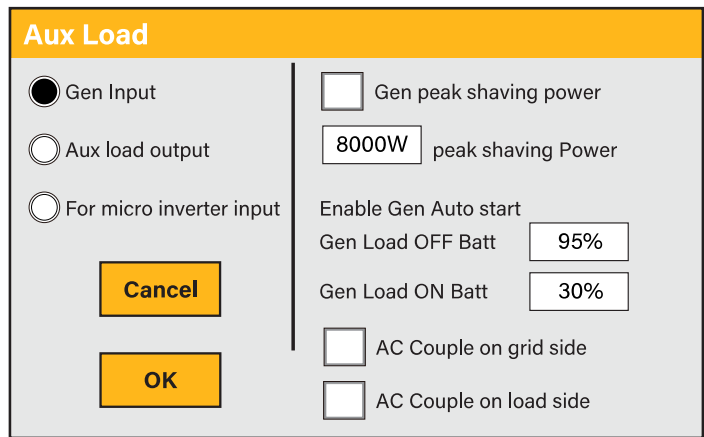 Aux Load
Gen Input
Aux load output
For micro inverter input
Cancel
OK
Gen peak shaving power
8000W peak shaving Power
Enable Gen Auto start
Gen Load OFF Batt 95%
Gen Load ON Batt 30%
AC Couple on grid side
AC Couple on load side